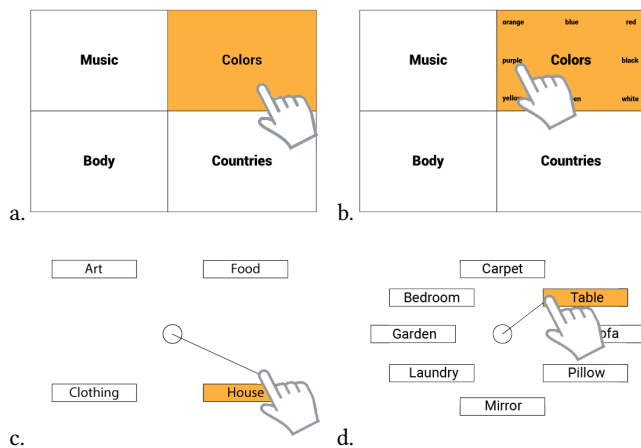 Music
Colors
Body
Countries
a.
orange
blue
red
Music
purple
Colors
black
white
Body
Countries
b.
Art
Food
Clothing
House
c.
Carpet
Bedroom
Table
Garden
Laundry
Pillow
Mirror
d.